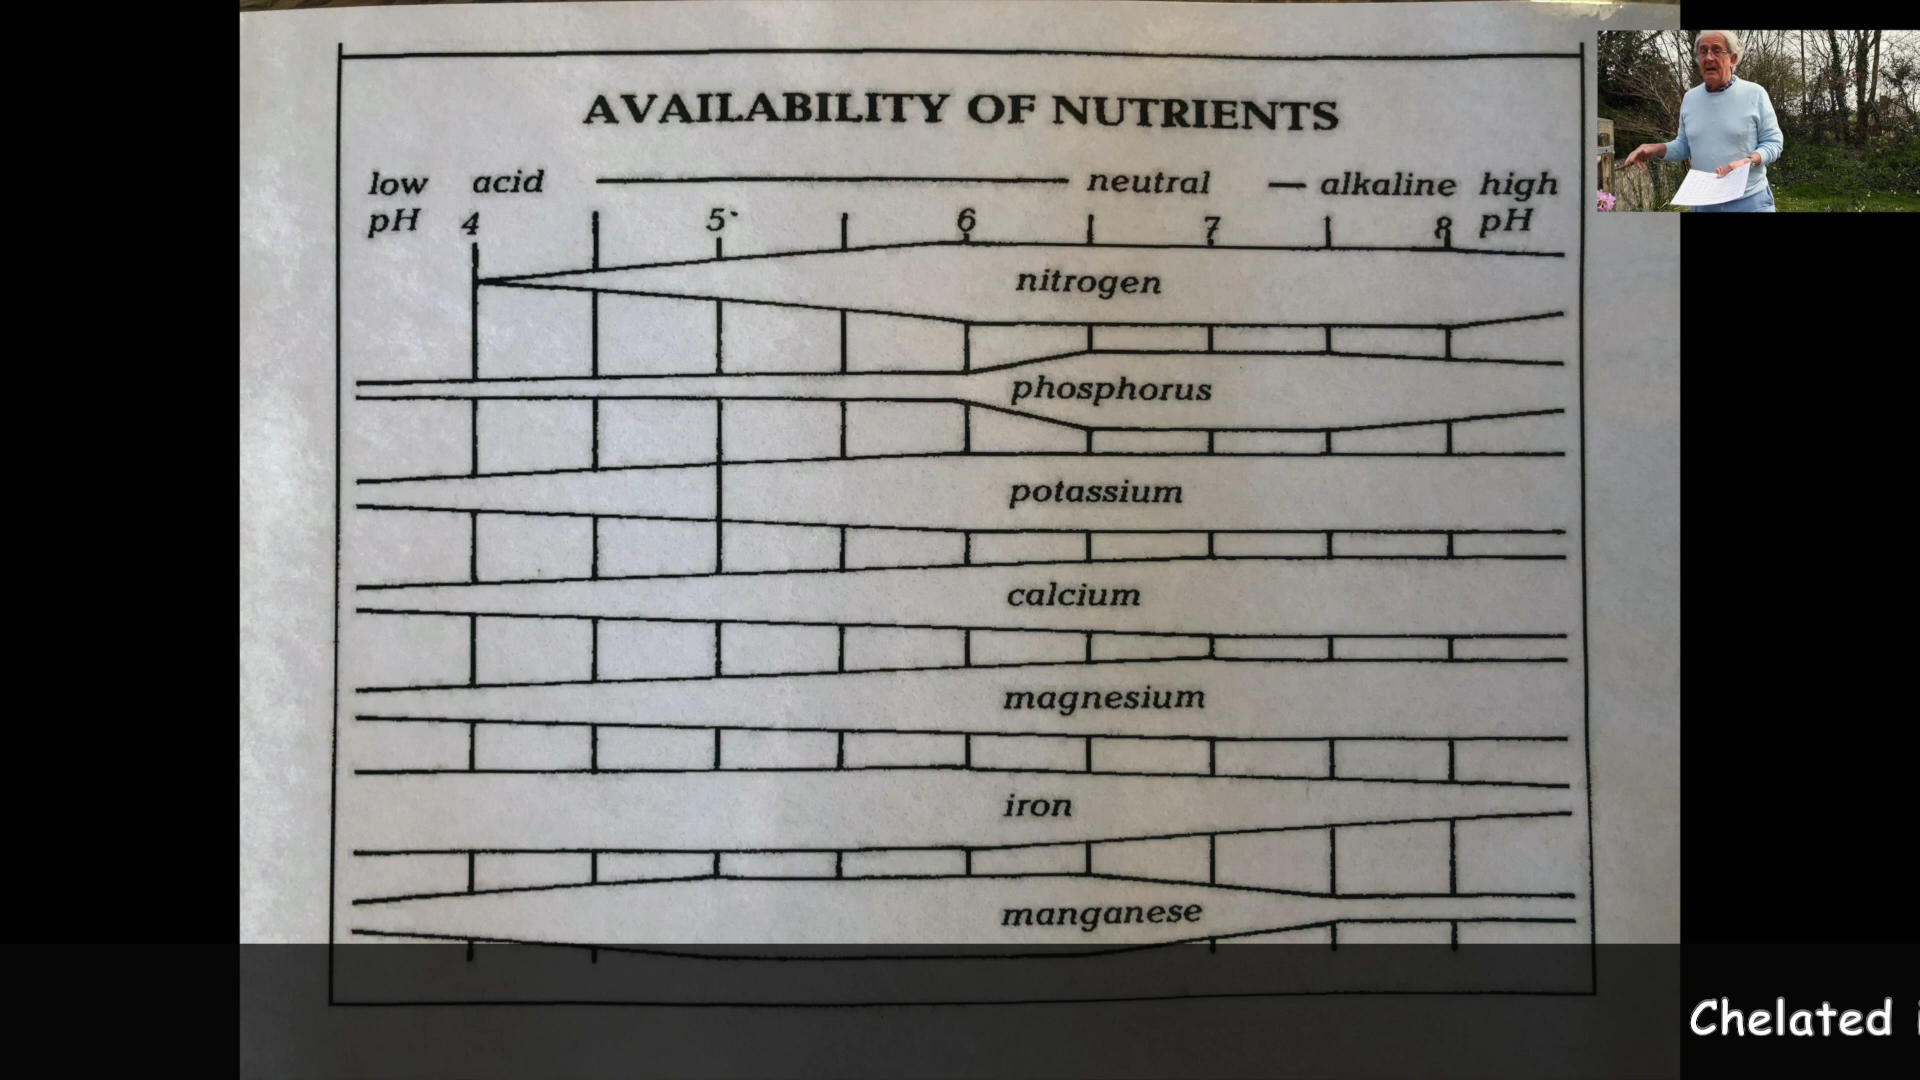 AVAILABILITY OF NUTRIENTS
low acid neutral alkaline high
pH 4 5 6 7 8 pH
nitrogen
phosphorus
potassium
calcium
magnesium
iron
manganese
Chelated